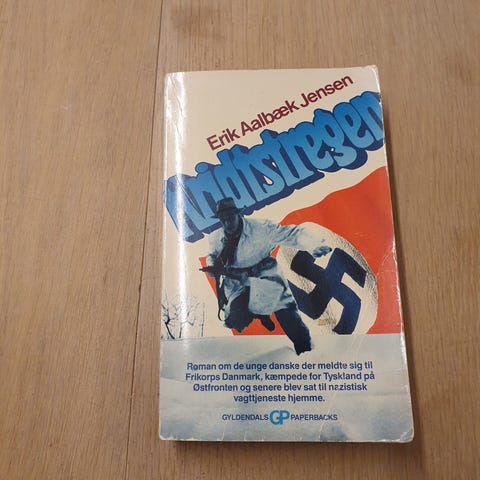 Erik Aalbæk Jensen
Kridtstregen
Roman om de unge danske der meldte sig til
Frikorps Danmark, kæmpede for Tyskland på
Østfronten og senere blev sat til nazistisk
vagttjeneste hjemme.
GYLDENDALS GP PAPERBACKS